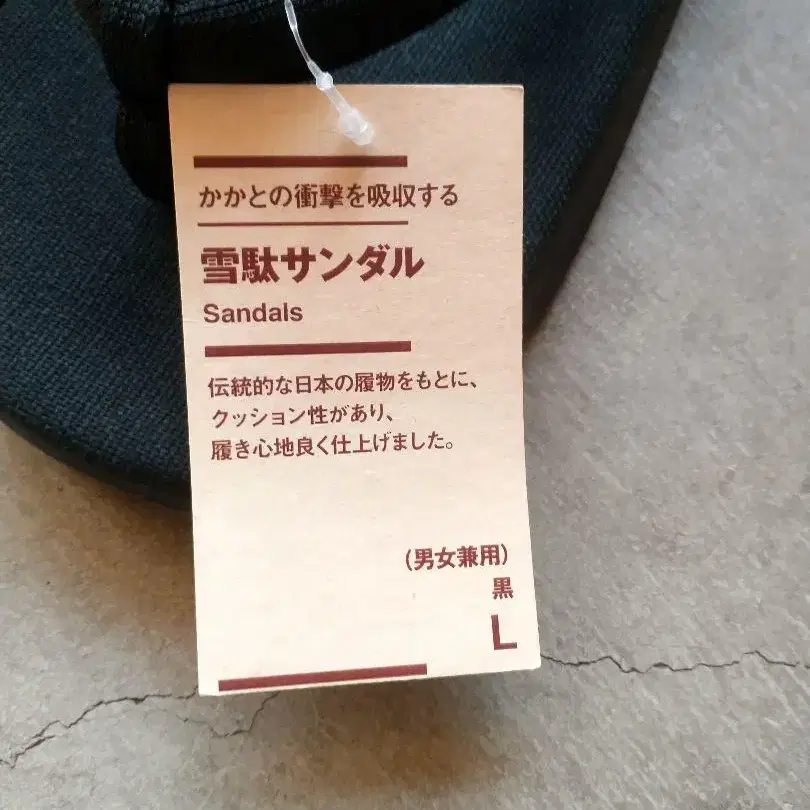 かかとの衝撃を吸収する
雪駄サンダル
Sandals
伝統的な日本の履物をもとに、
クッション性があり、
履き心地良く仕上げました。
(男女兼用)
黒
L